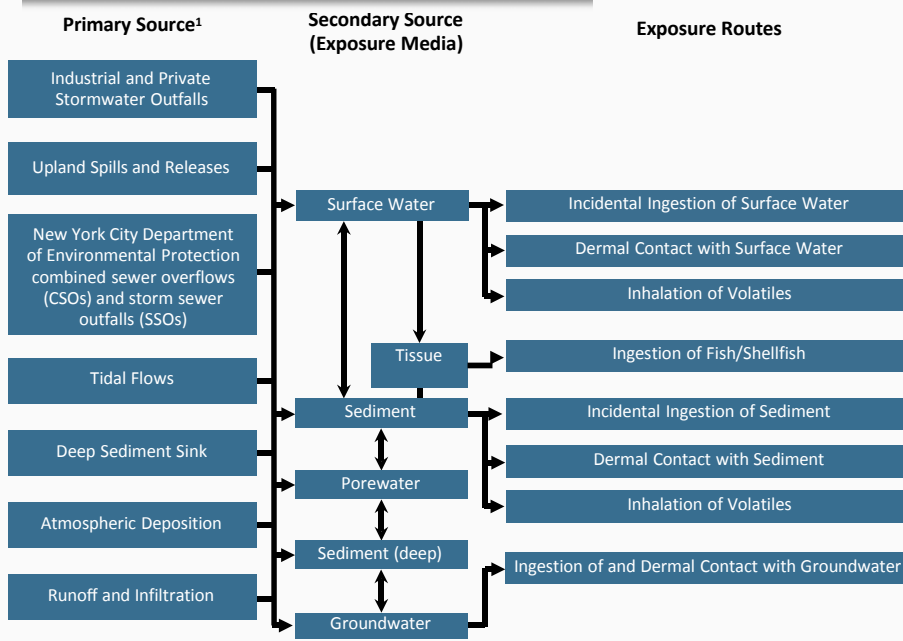 Primary Source¹
Industrial and Private
Stormwater Outfalls
Upland Spills and Releases
New York City Department
of Environmental Protection
combined sewer overflows
(CSOs) and storm sewer
outfalls (SSOs)
Tidal Flows
Deep Sediment Sink
Atmospheric Deposition
Runoff and Infiltration
Secondary Source
(Exposure Media)
Surface Water
Tissue
Sediment
Porewater
Sediment (deep)
Groundwater
Exposure Routes
Incidental Ingestion of Surface Water
Dermal Contact with Surface Water
Inhalation of Volatiles
Ingestion of Fish/Shellfish
Incidental Ingestion of Sediment
Dermal Contact with Sediment
Inhalation of Volatiles
Ingestion of and Dermal Contact with Groundwater